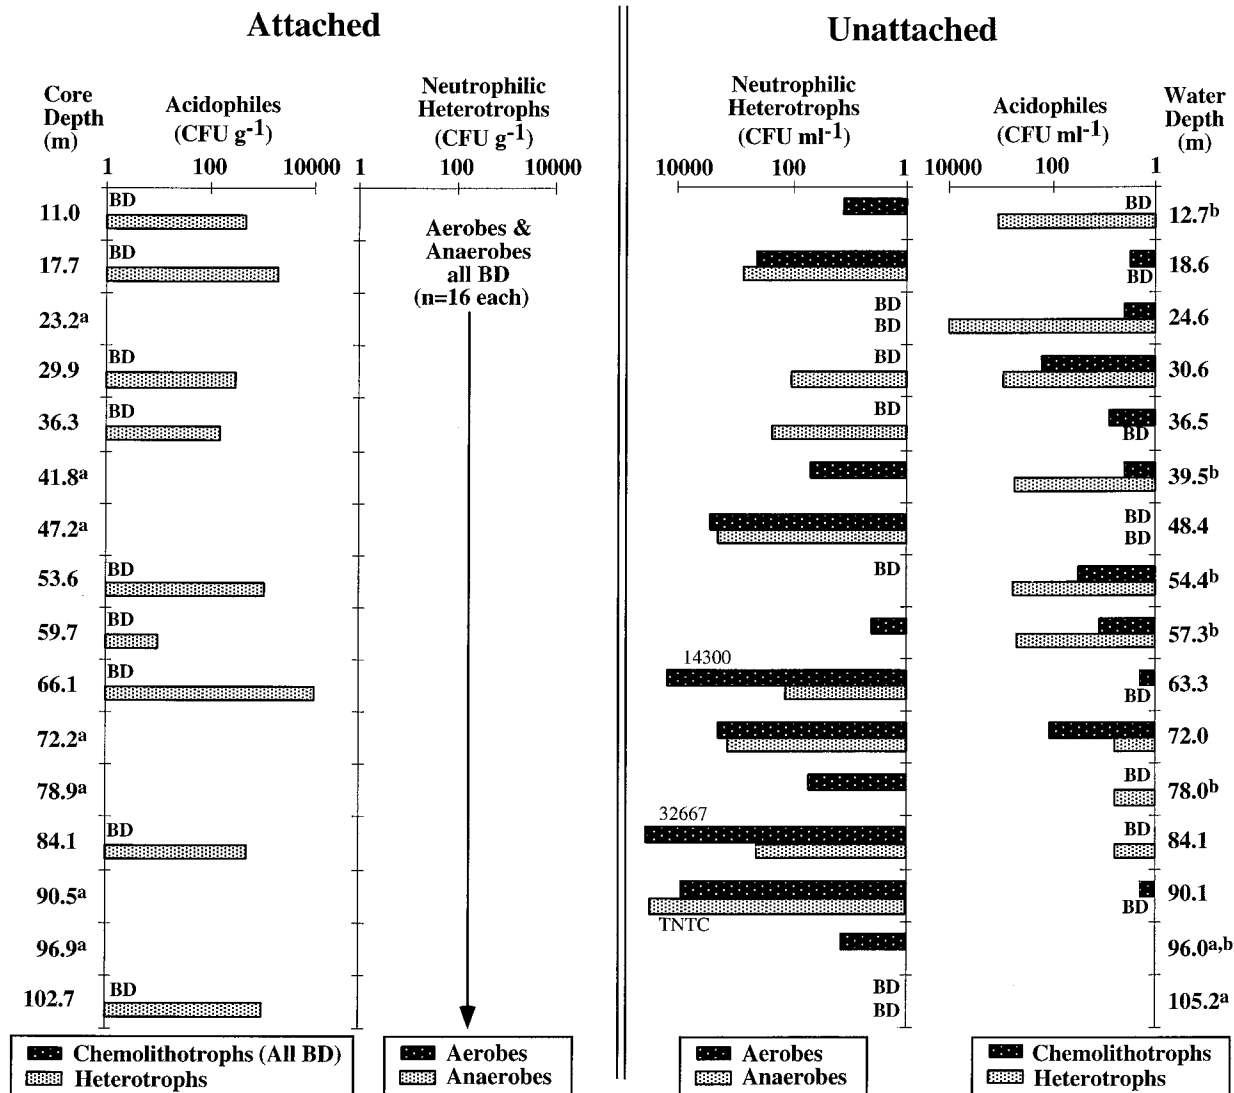 Attached
Unattached
Core
Depth
(m)
Acidophiles
(CFU g-1)
Neutrophilic
Heterotrophs
(CFU g-1)
Neutrophilic
Heterotrophs
(CFU ml-1)
Acidophiles
(CFU ml-1)
Water
Depth
(m)
1 100 10000
1 100 10000
10000 100 1
10000 100 1
11.0 BD BD 12.7b
Aerobes &
Anaerobes
all BD
(n=16 each)
17.7 BD BD 18.6
23.2a BD BD 24.6
29.9 BD BD 30.6
36.3 BD BD BD 36.5
41.8a 39.5b
47.2a BD BD 48.4
53.6 BD BD 54.4b
59.7 BD 57.3b
14300
66.1 BD BD 63.3
72.2a 72.0
78.9a BD 78.0b
32667
84.1 BD BD 84.1
90.5a BD 90.1
TNTC
96.9a 96.0a,b
102.7 BD BD BD 105.2a
Chemolithotrophs (All BD)
Heterotrophs
Aerobes
Anaerobes
Aerobes
Anaerobes
Chemolithotrophs
Heterotrophs